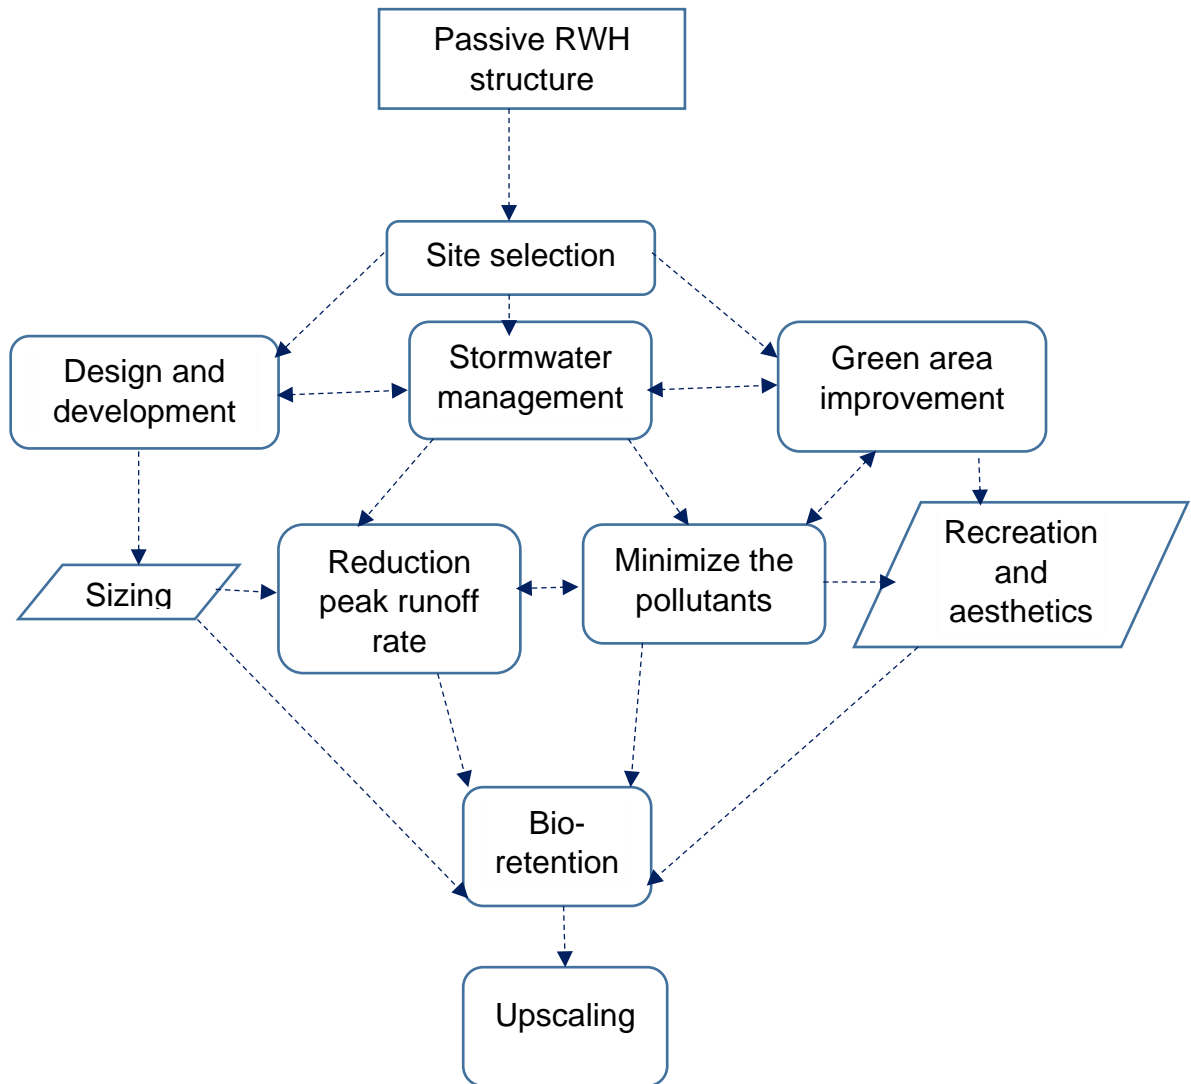 Passive RWH
structure
Site selection
Design and
development
Stormwater
management
Green area
improvement
Sizing
Reduction
peak runoff
rate
Minimize the
pollutants
Recreation
and
aesthetics
Bio-
retention
Upscaling